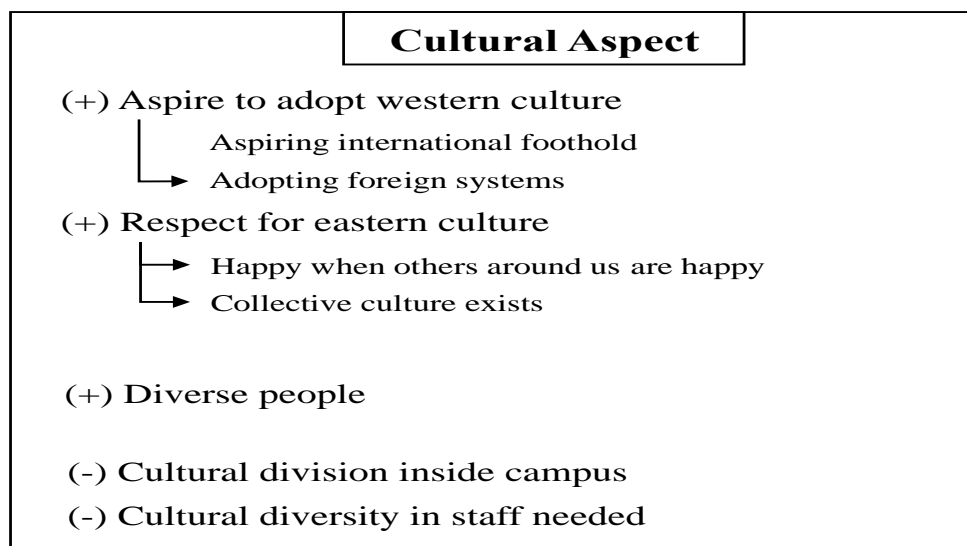 Cultural Aspect
(+) Aspire to adopt western culture
Aspiring international foothold
Adopting foreign systems
(+) Respect for eastern culture
Happy when others around us are happy
Collective culture exists
(+) Diverse people
(-) Cultural division inside campus
(-) Cultural diversity in staff needed